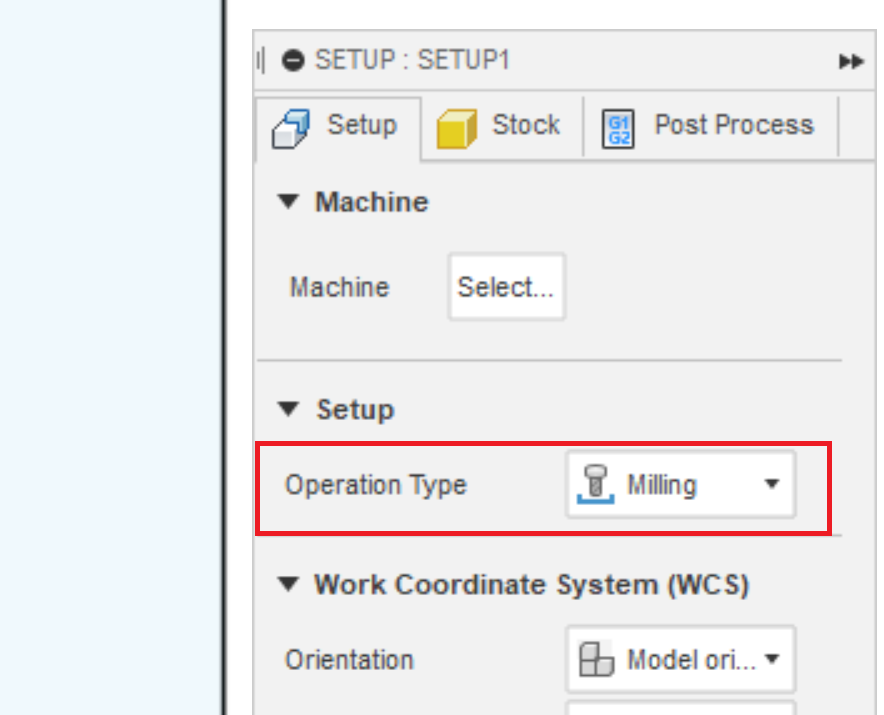 SETUP : SETUP1
Setup Stock G1 G2 Post Process
Machine
Machine Select...
Setup
Operation Type Milling
Work Coordinate System (WCS)
Orientation Model ori...